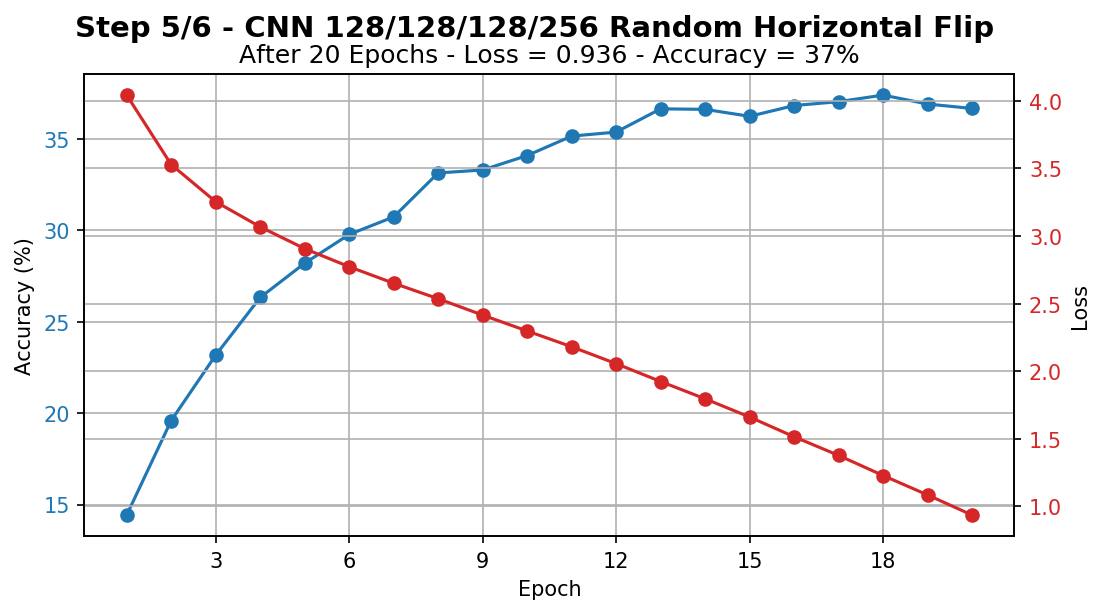 Step 5/6 - CNN 128/128/128/256 Random Horizontal Flip
After 20 Epochs - Loss = 0.936 - Accuracy = 37%
Accuracy (%)
35
30
25
20
15
4.0
3.5
3.0
2.5
2.0
1.5
1.0
Loss
3 6 9 12 15 18
Epoch